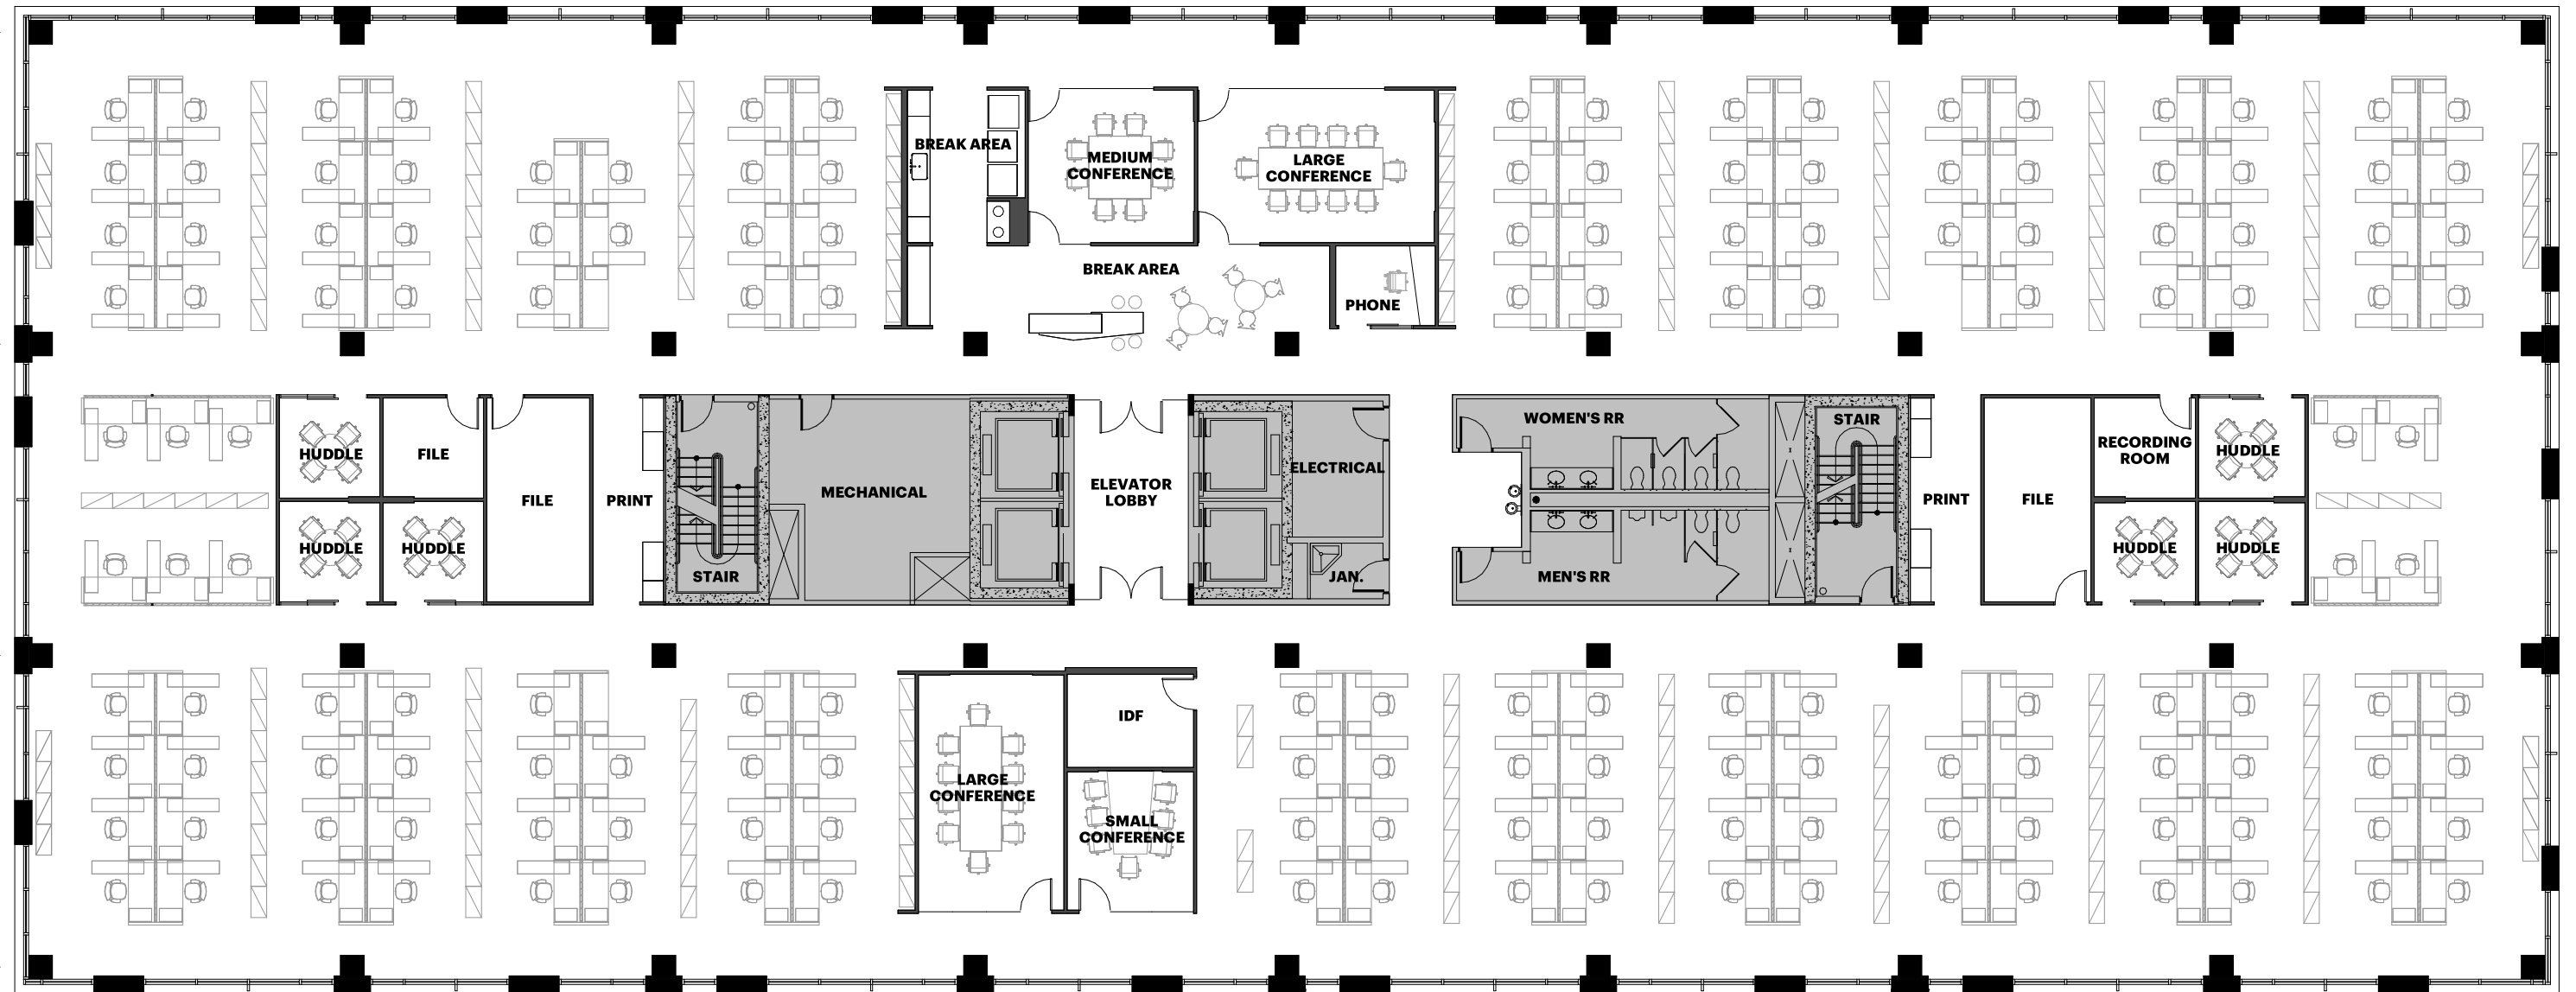 BREAK AREA
MEDIUM
CONFERENCE
LARGE
CONFERENCE
BREAK AREA
PHONE
HUDDLE
FILE
FILE
PRINT
HUDDLE
HUDDLE
STAIR
MECHANICAL
ELEVATOR
LOBBY
ELECTRICAL
JAN.
WOMEN'S RR
MEN'S RR
STAIR
PRINT
FILE
RECORDING
ROOM
HUDDLE
HUDDLE
HUDDLE
LARGE
CONFERENCE
IDF
SMALL
CONFERENCE